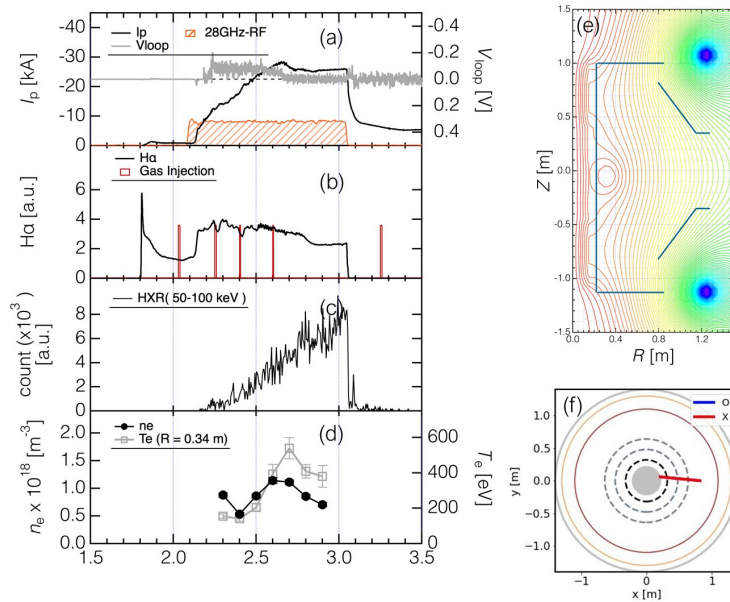 -40
-30
-20
-10
0
Ip [kA]
Ip
Vloop
28GHz-RF
(a)
-0.4
-0.2
0.0
0.2
0.4
Vloop [V]
6
4
2
0
Hα [a.u.]
Hα
Gas Injection
(b)
8
6
4
2
0
count (x10³)
[a.u.]
HXR( 50-100 keV )
(c)
2.0
1.5
1.0
0.5
0.0
ne x 10¹⁸ [m⁻³]
ne
Te (R = 0.34 m)
(d)
600
400
200
0
Te [eV]
1.5
2.0
2.5
3.0
3.5
(e)
1.5
1.0
0.5
0.0
-0.5
-1.0
-1.5
Z [m]
0.0
0.5
1.0
1.5
R [m]
(f)
O
X
1.0
0.5
0.0
-0.5
-1.0
y [m]
−1
0
1
x [m]